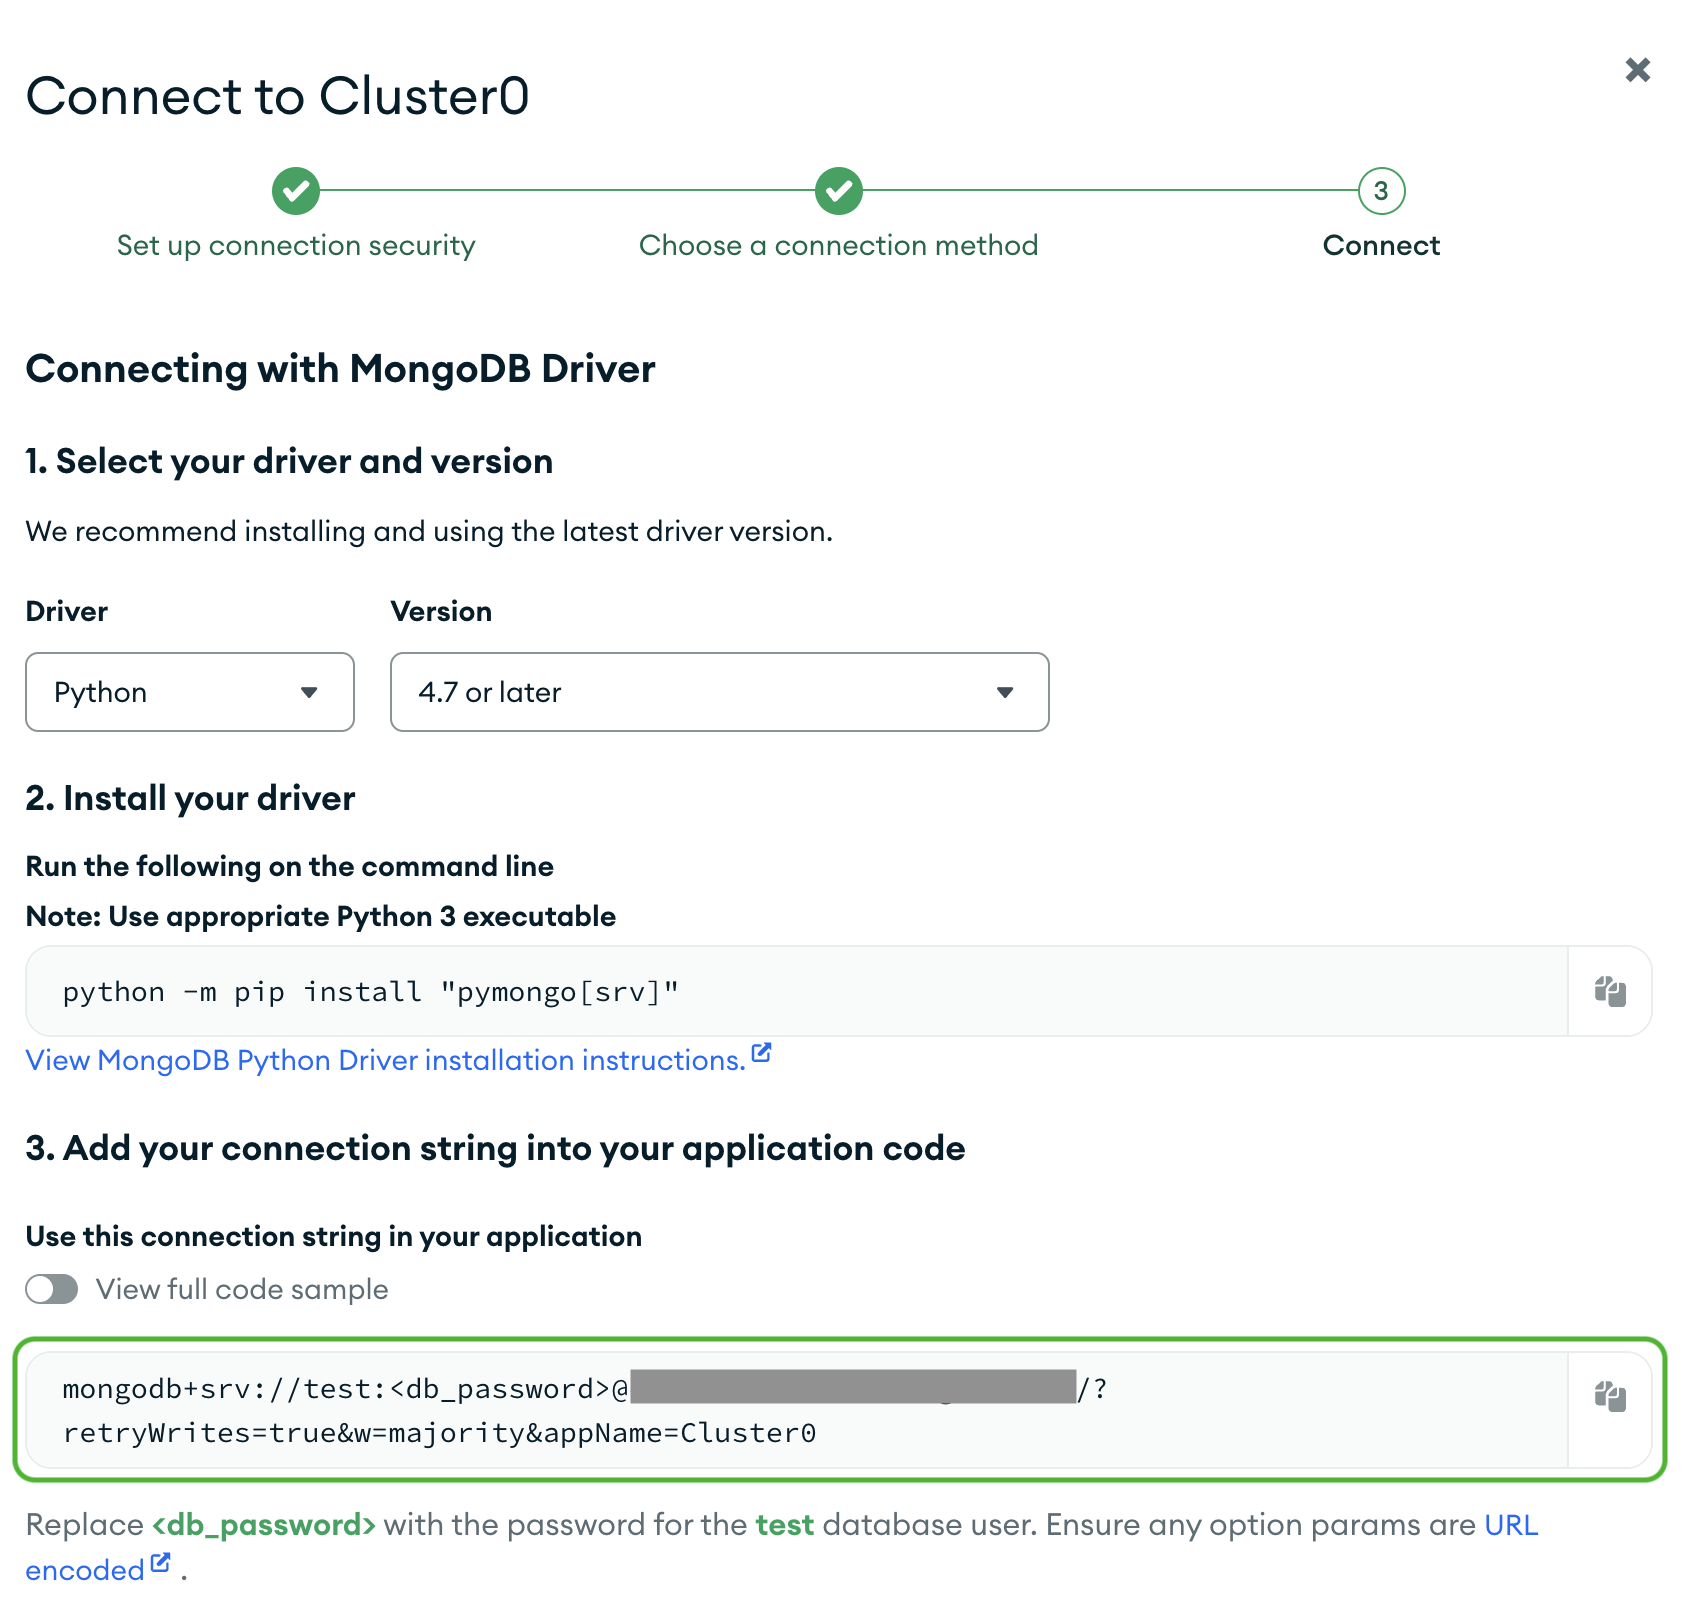 Connect to Cluster0
3
Set up connection security
Choose a connection method
Connect
Connecting with MongoDB Driver
1. Select your driver and version
We recommend installing and using the latest driver version.
Driver
Version
Python
4.7 or later
2. Install your driver
Run the following on the command line
Note: Use appropriate Python 3 executable
python -m pip install "pymongo[srv]"
View MongoDB Python Driver installation instructions.
3. Add your connection string into your application code
Use this connection string in your application
View full code sample
mongodb+srv://test:<db_password>@ /?
retryWrites=true&w=majority&appName=Cluster0
Replace <db_password> with the password for the test database user. Ensure any option params are URL
encoded .